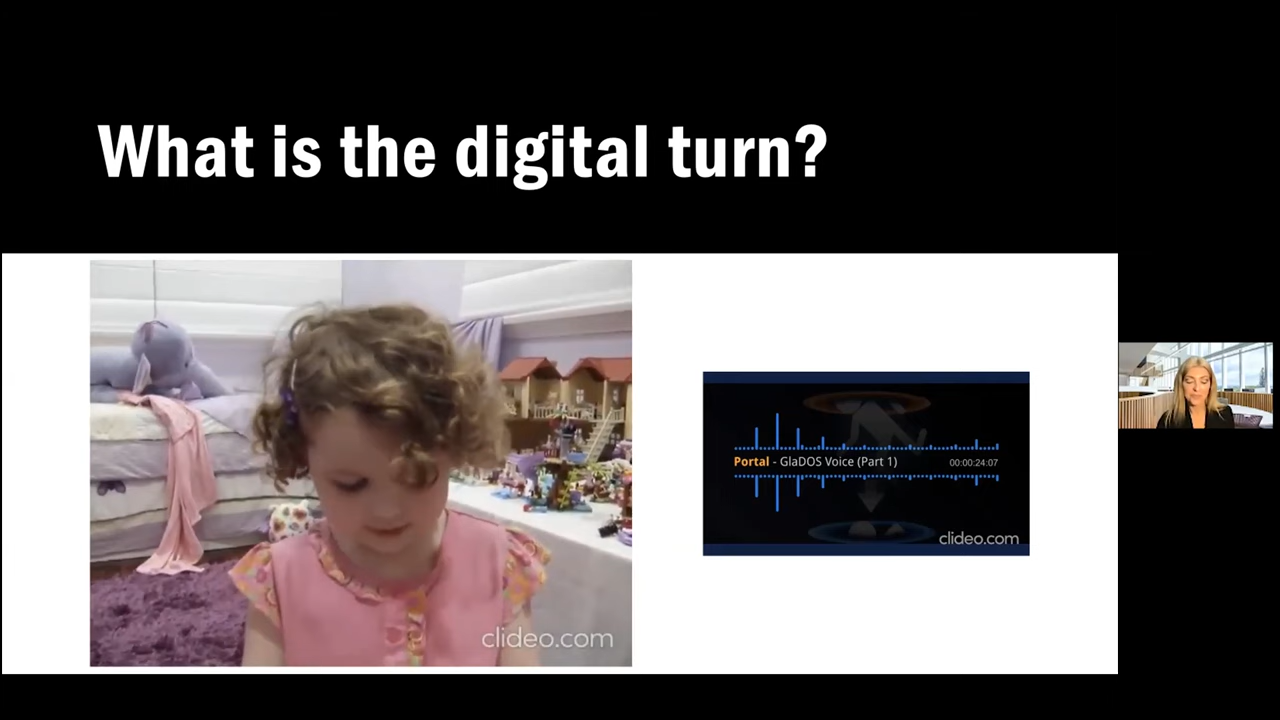 What is the digital turn?
Portal - GlaDOS Voice (Part 1) 00:00:24:07
clideo.com
clideo.com